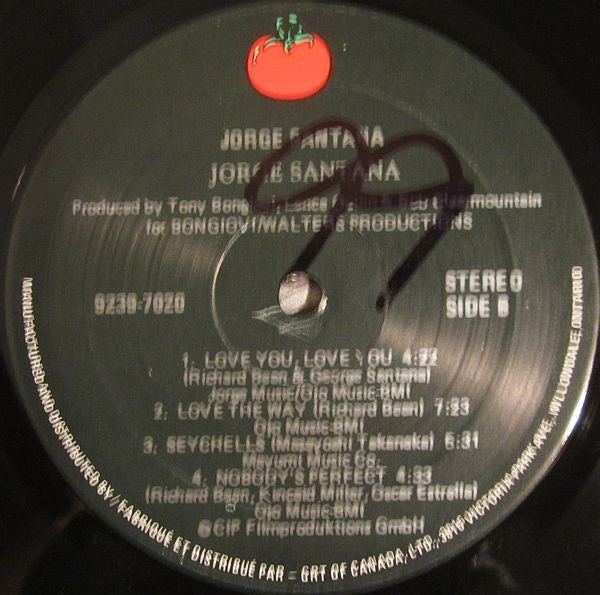 JORGE SANTANA
JORGE SANTANA
Produced by Tony Bongiovi, Lance Quinn & Bob Clearmountain
for BONGIOVI/WALTERS PRODUCTIONS
9230-7020
STEREO
SIDE B
1. LOVE YOU, LOVE YOU 4:22
(Richard Bean & George Santana)
Jorge Music/Ojo Music-BMI
2. LOVE THE WAY (Richard Bean) 7:23
Ojo Music-BMI
3. SEYCHELLS (Masayoshi Takanaka) 5:31
Mayumi Music Co.
4. NOBODY'S PERFECT 4:33
(Richard Bean, Kincaid Miller, Oscar Estrella)
Ojo Music-BMI
CIP Filmproduktions GmbH
MANUFACTURED AND DISTRIBUTED BY / FABRIQUÉ ET DISTRIBUÉ PAR - GRT OF CANADA, LTD., 3816 VICTORIA PARK AVE., WILLOWDALE, ONTARIO